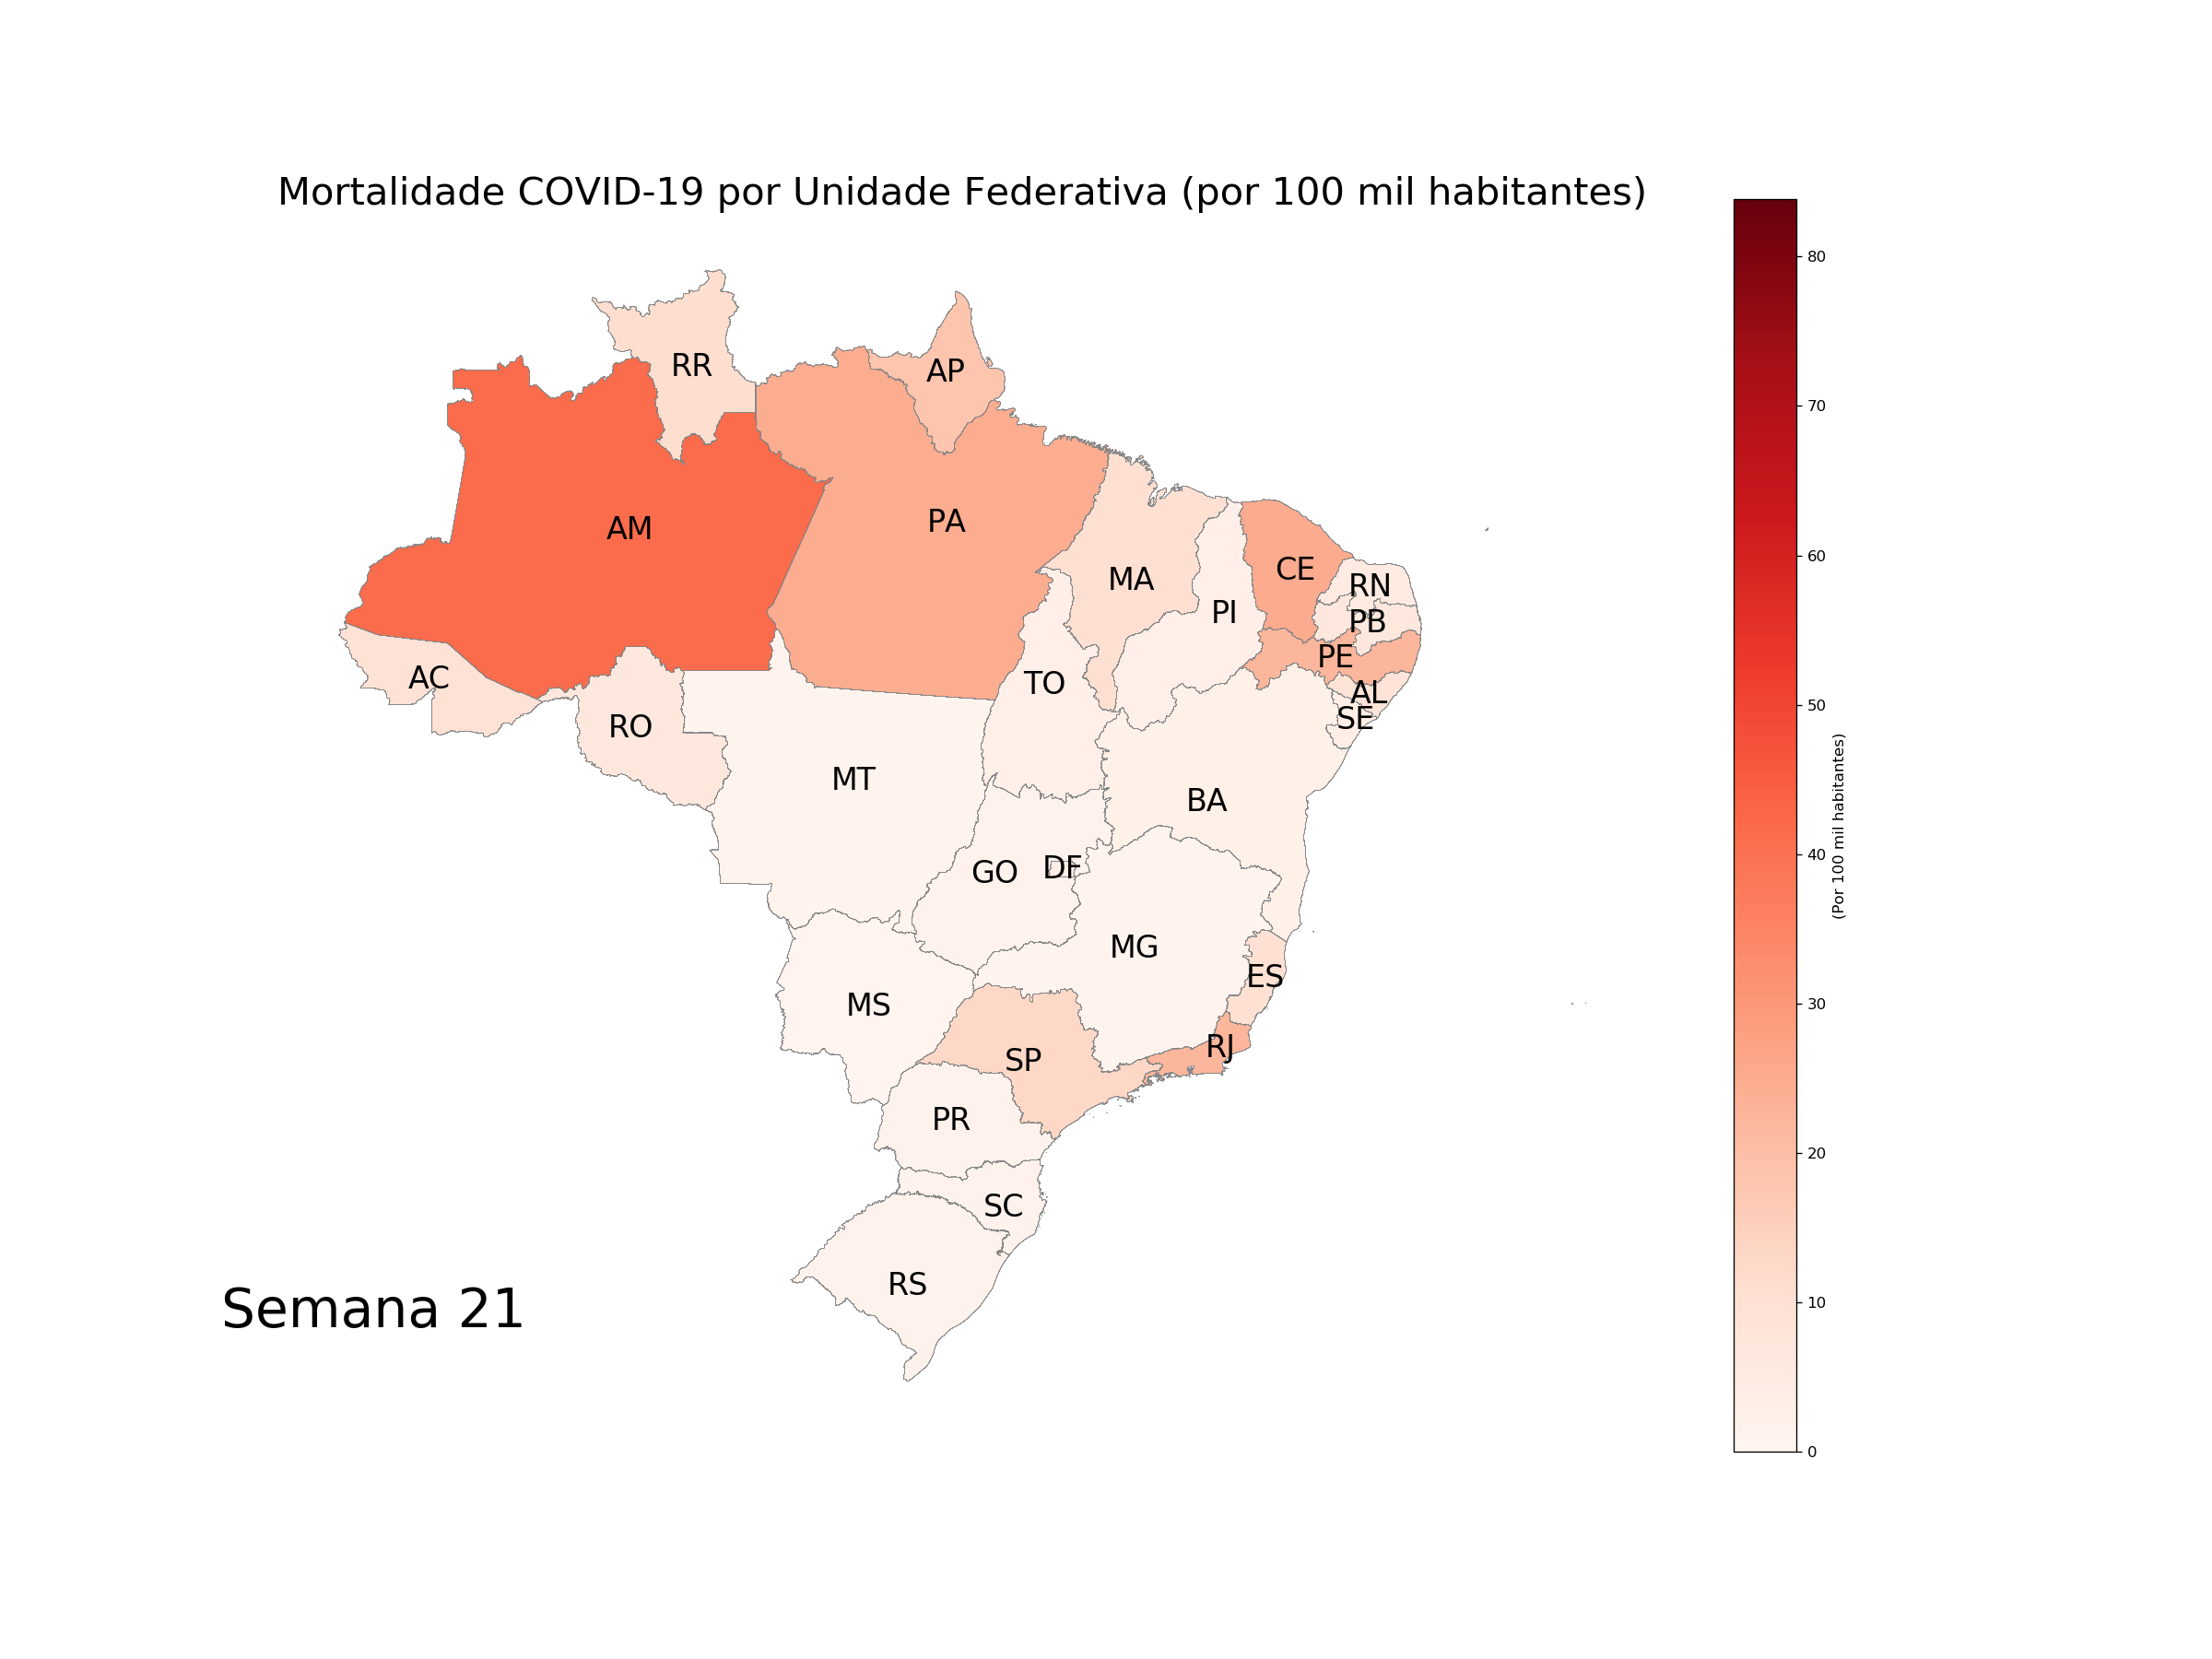 Mortalidade COVID-19 por Unidade Federativa (por 100 mil habitantes)
RR
AP
AM
PA
MA
CE
RN
PI
PB
PE
AC
TO
AL
SE
RO
MT
BA
GO
DF
MG
ES
MS
RJ
SP
PR
SC
RS
Semana 21
80
70
60
50
40
30
20
10
0
(Por 100 mil habitantes)